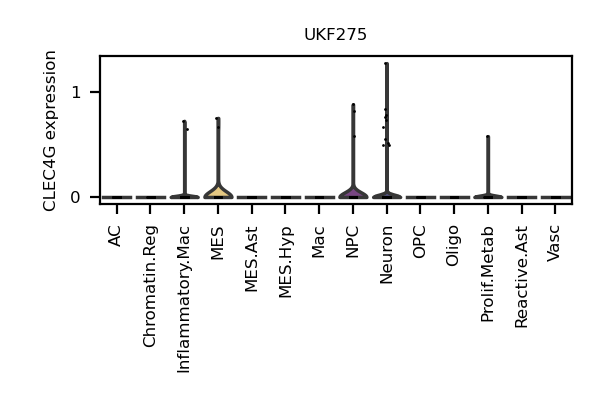 UKF275
CLEC4G expression
1
0
AC
Chromatin.Reg
Inflammatory.Mac
MES
MES.Ast
MES.Hyp
Mac
NPC
Neuron
OPC
Oligo
Prolif.Metab
Reactive.Ast
Vasc